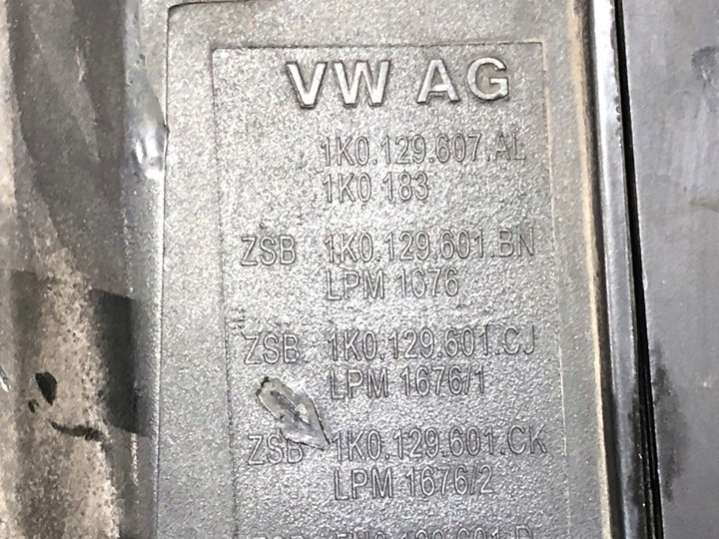 VW AG
1K0.129.607.AL
1K0 183
ZSB 1K0.129.601.BN
LPM 1676
ZSB 1K0.129.601.CJ
LPM 1676/1
ZSB 1K0.129.601.CK
LPM 1676/2